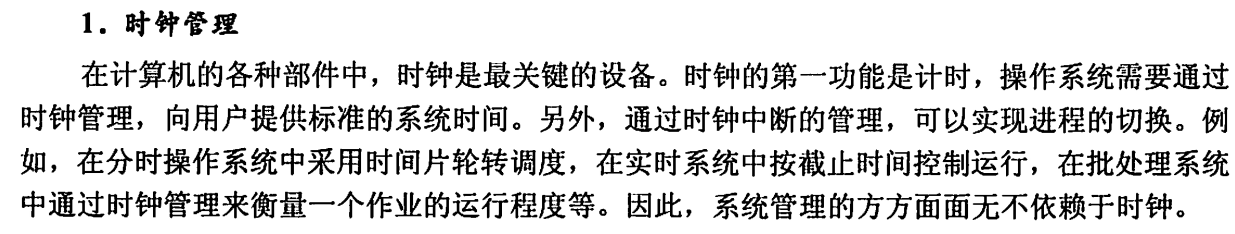 1. 时钟管理
在计算机的各种部件中，时钟是最关键的设备。时钟的第一功能是计时，操作系统需要通过
时钟管理，向用户提供标准的系统时间。另外，通过时钟中断的管理，可以实现进程的切换。例
如，在分时操作系统中采用时间片轮转调度，在实时系统中按截止时间控制运行，在批处理系统
中通过时钟管理来衡量一个作业的运行程度等。因此，系统管理的方方面面无不依赖于时钟。